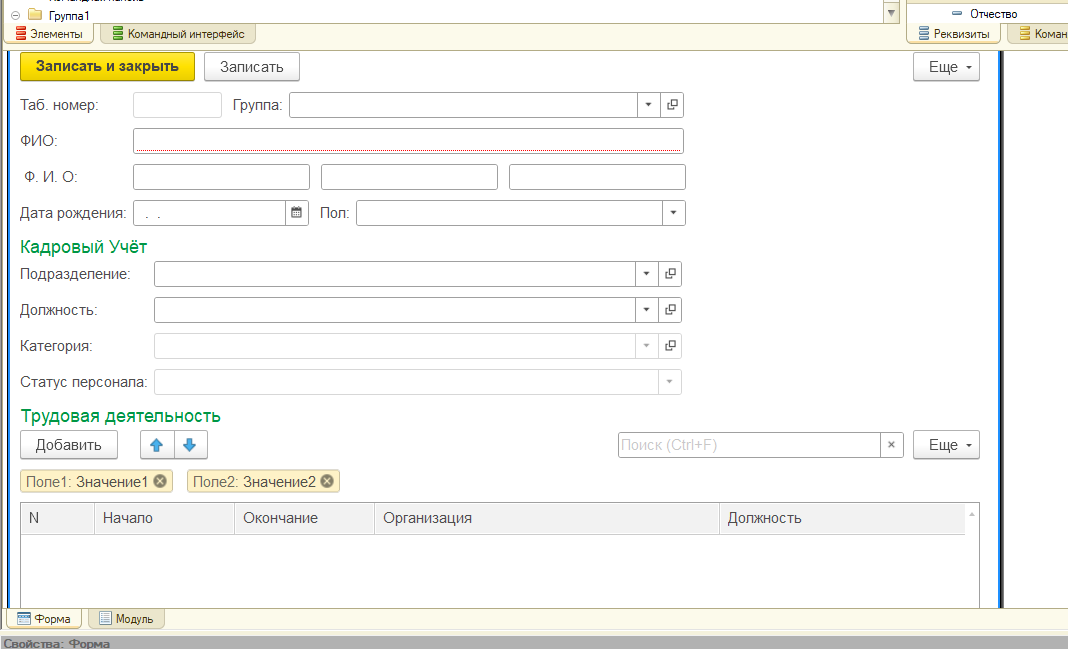 Группа1
Отчество
Элементы Командный интерфейс Реквизиты Коман
Записать и закрыть Записать Еще
Таб. номер: Группа:
ФИО:
Ф. И. О:
Дата рождения: . . Пол:
Кадровый Учёт
Подразделение:
Должность:
Категория:
Статус персонала:
Трудовая деятельность
Добавить Поиск (Ctrl+F) × Еще
Поле1: Значение1 Поле2: Значение2
N Начало Окончание Организация Должность
Форма Модуль
Свойства: Форма